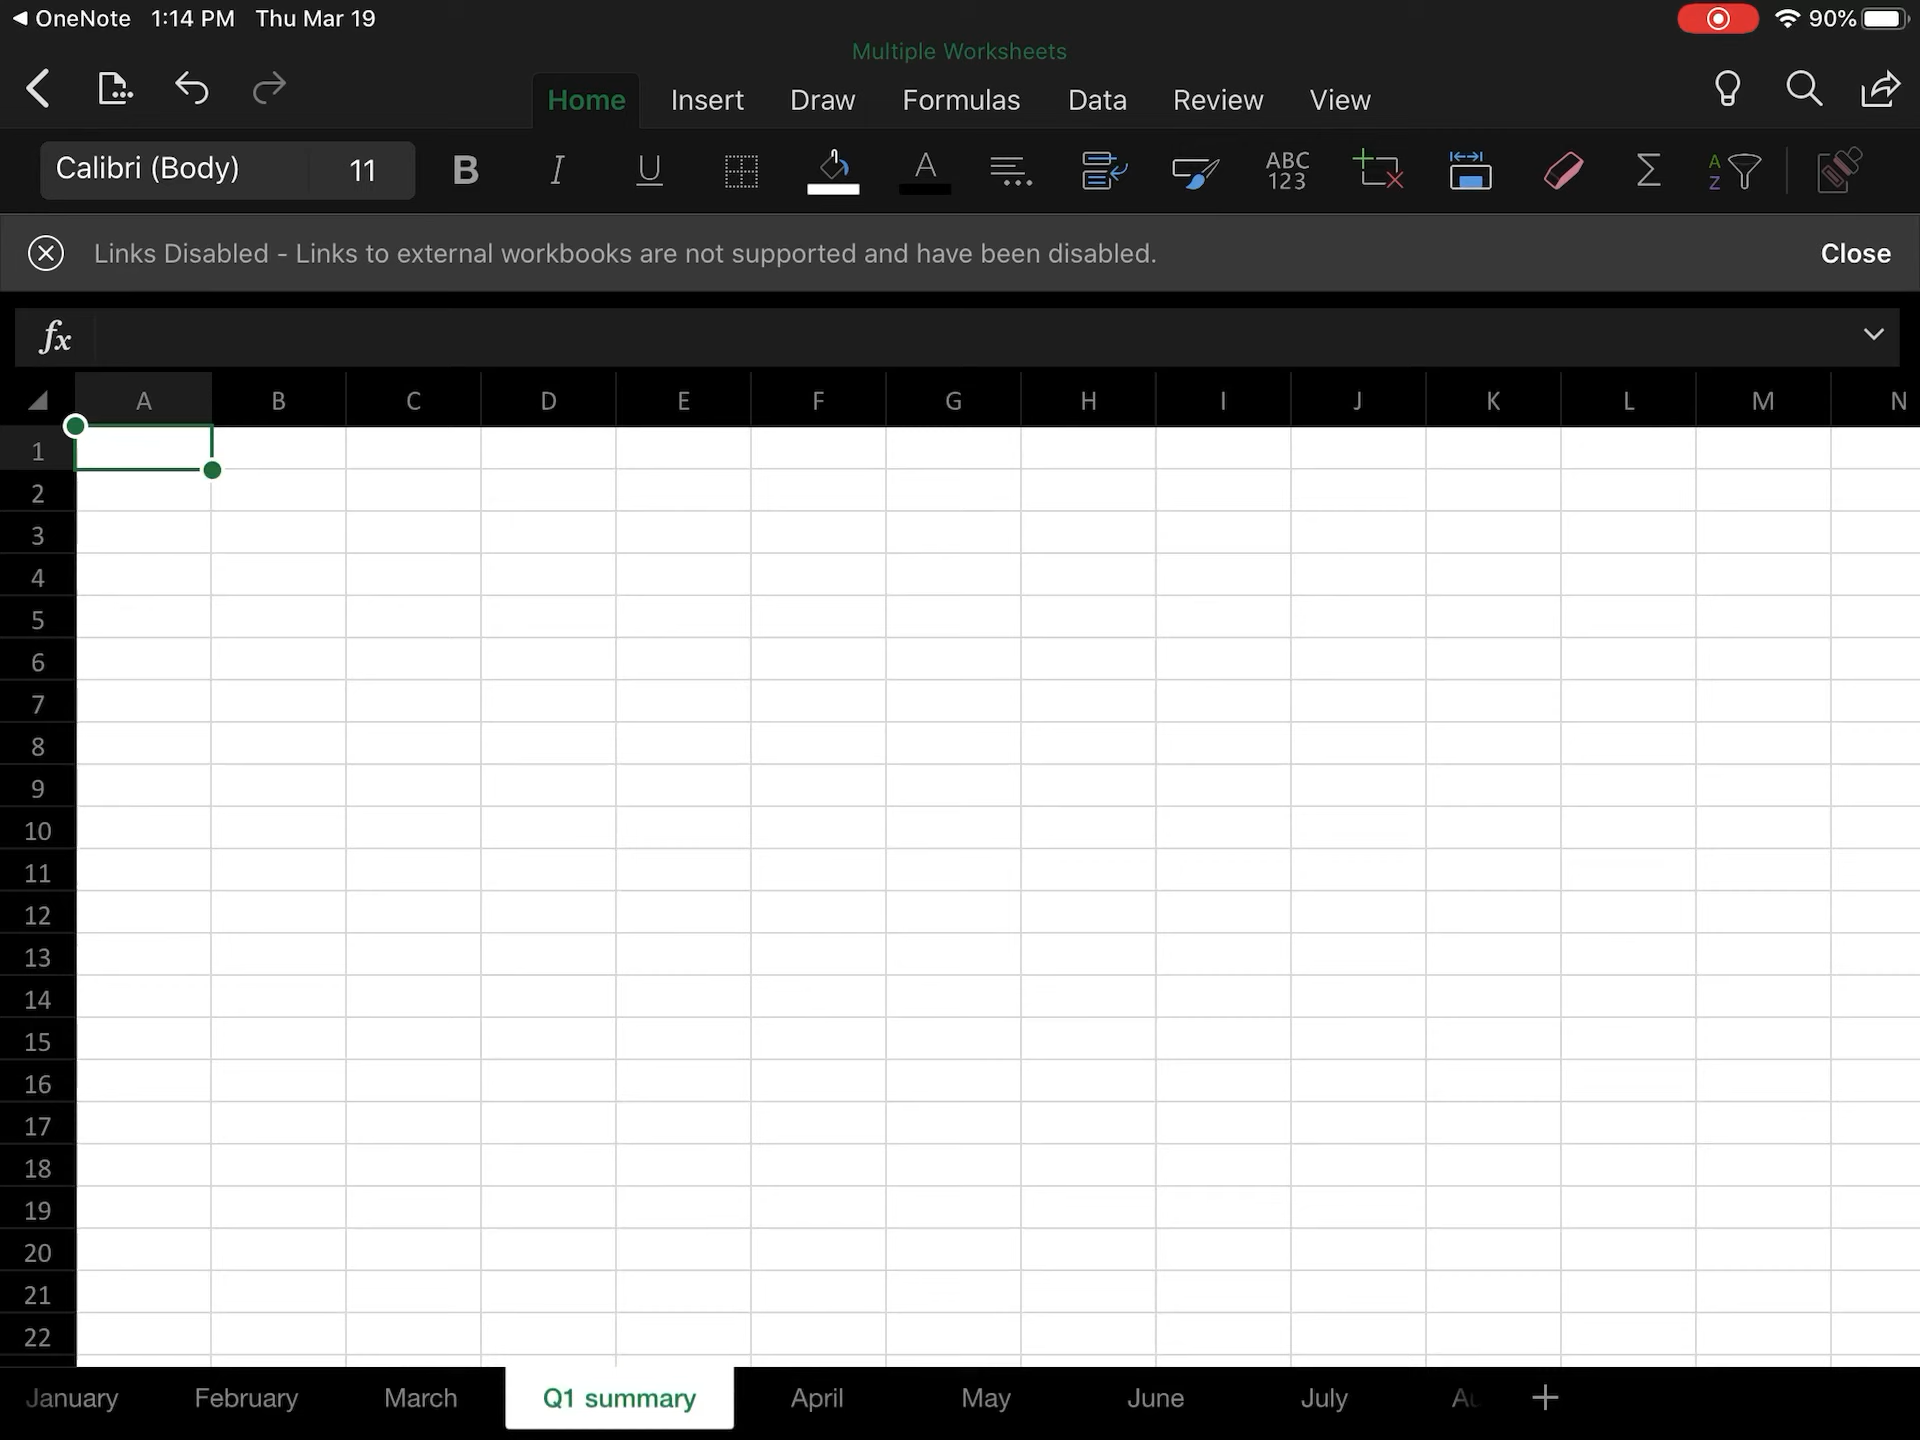 OneNote 1:14 PM Thu Mar 19 90%
Multiple Worksheets
Home Insert Draw Formulas Data Review View
Calibri (Body) 11 B I U A ABC 123 Σ A Z
Links Disabled - Links to external workbooks are not supported and have been disabled. Close
fx
A B C D E F G H I J K L M N
1
2
3
4
5
6
7
8
9
10
11
12
13
14
15
16
17
18
19
20
21
22
January February March Q1 summary April May June July